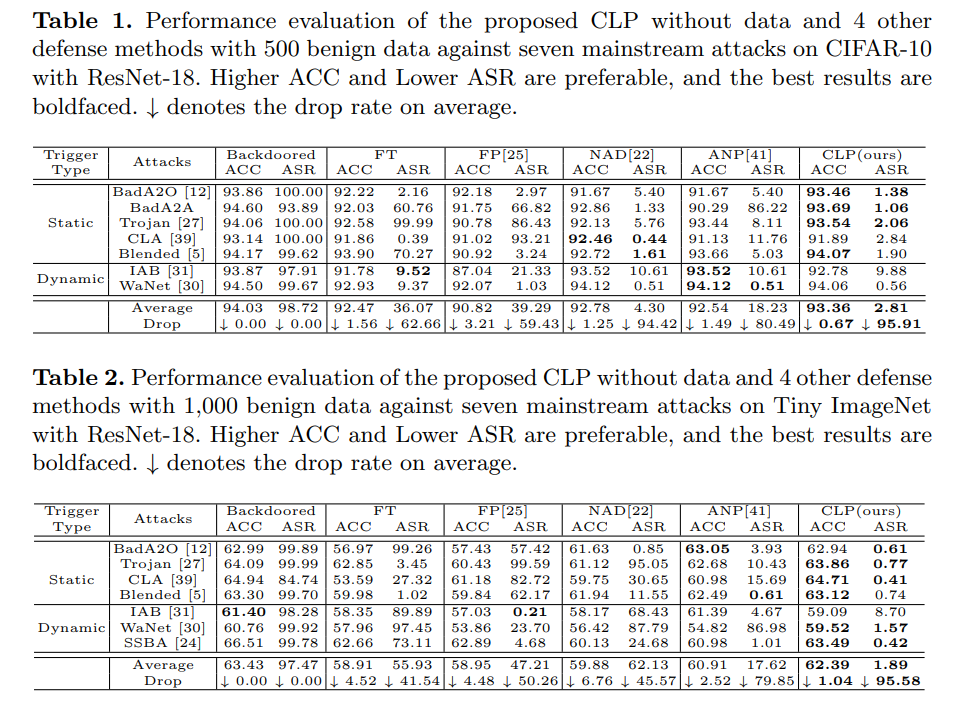 Table 1. Performance evaluation of the proposed CLP without data and 4 other
defense methods with 500 benign data against seven mainstream attacks on CIFAR-10
with ResNet-18. Higher ACC and Lower ASR are preferable, and the best results are
boldfaced. ↓ denotes the drop rate on average.
Trigger Type Attacks Backdoored FT FP[25] NAD[22] ANP[41] CLP(ours)
ACC ASR ACC ASR ACC ASR ACC ASR ACC ASR ACC ASR
BadA2O [12] 93.86 100.00 92.22 2.16 92.18 2.97 91.67 5.40 91.67 5.40 93.46 1.38
BadA2A 94.60 93.89 92.03 60.76 91.75 66.82 92.86 1.33 90.29 86.22 93.69 1.06
Static Trojan [27] 94.06 100.00 92.58 99.99 90.78 86.43 92.13 5.76 93.44 8.11 93.54 2.06
CLA [39] 93.14 100.00 91.86 0.39 91.02 93.21 92.46 0.44 91.13 11.76 91.89 2.84
Blended [5] 94.17 99.62 93.90 70.27 90.92 3.24 92.72 1.61 93.66 5.03 94.07 1.90
Dynamic IAB [31] 93.87 97.91 91.78 9.52 87.04 21.33 93.52 10.61 93.52 10.61 92.78 9.88
WaNet [30] 94.50 99.67 92.93 9.37 92.07 1.03 94.12 0.51 94.12 0.51 94.06 0.56
Average 94.03 98.72 92.47 36.07 90.82 39.29 92.78 4.30 92.54 18.23 93.36 2.81
Drop ↓ 0.00 ↓ 0.00 ↓ 1.56 ↓ 62.66 ↓ 3.21 ↓ 59.43 ↓ 1.25 ↓ 94.42 ↓ 1.49 ↓ 80.49 ↓ 0.67 ↓ 95.91
Table 2. Performance evaluation of the proposed CLP without data and 4 other defense
methods with 1,000 benign data against seven mainstream attacks on Tiny ImageNet
with ResNet-18. Higher ACC and Lower ASR are preferable, and the best results are
boldfaced. ↓ denotes the drop rate on average.
Trigger Type Attacks Backdoored FT FP[25] NAD[22] ANP[41] CLP(ours)
ACC ASR ACC ASR ACC ASR ACC ASR ACC ASR ACC ASR
BadA2O [12] 62.99 99.89 56.97 99.26 57.43 57.42 61.63 0.85 63.05 3.93 62.94 0.61
Trojan [27] 64.09 99.99 62.85 3.45 60.43 99.59 61.12 95.05 62.68 10.43 63.86 0.77
Static CLA [39] 64.94 84.74 53.59 27.32 61.18 82.72 59.75 30.65 60.98 15.69 64.71 0.41
Blended [5] 63.30 99.70 59.98 1.02 59.84 62.17 61.94 11.55 62.49 0.61 63.12 0.74
IAB [31] 61.40 98.28 58.35 89.89 57.03 0.21 58.17 68.43 61.39 4.67 59.09 8.70
Dynamic WaNet [30] 60.76 99.92 57.96 97.45 53.86 23.70 56.42 87.79 54.82 86.98 59.52 1.57
SSBA [24] 66.51 99.78 62.66 73.11 62.89 4.68 60.13 24.68 60.98 1.01 63.49 0.42
Average 63.43 97.47 58.91 55.93 58.95 47.21 59.88 62.13 60.91 17.62 62.39 1.89
Drop ↓ 0.00 ↓ 0.00 ↓ 4.52 ↓ 41.54 ↓ 4.48 ↓ 50.26 ↓ 6.76 ↓ 45.57 ↓ 2.52 ↓ 79.85 ↓ 1.04 ↓ 95.58